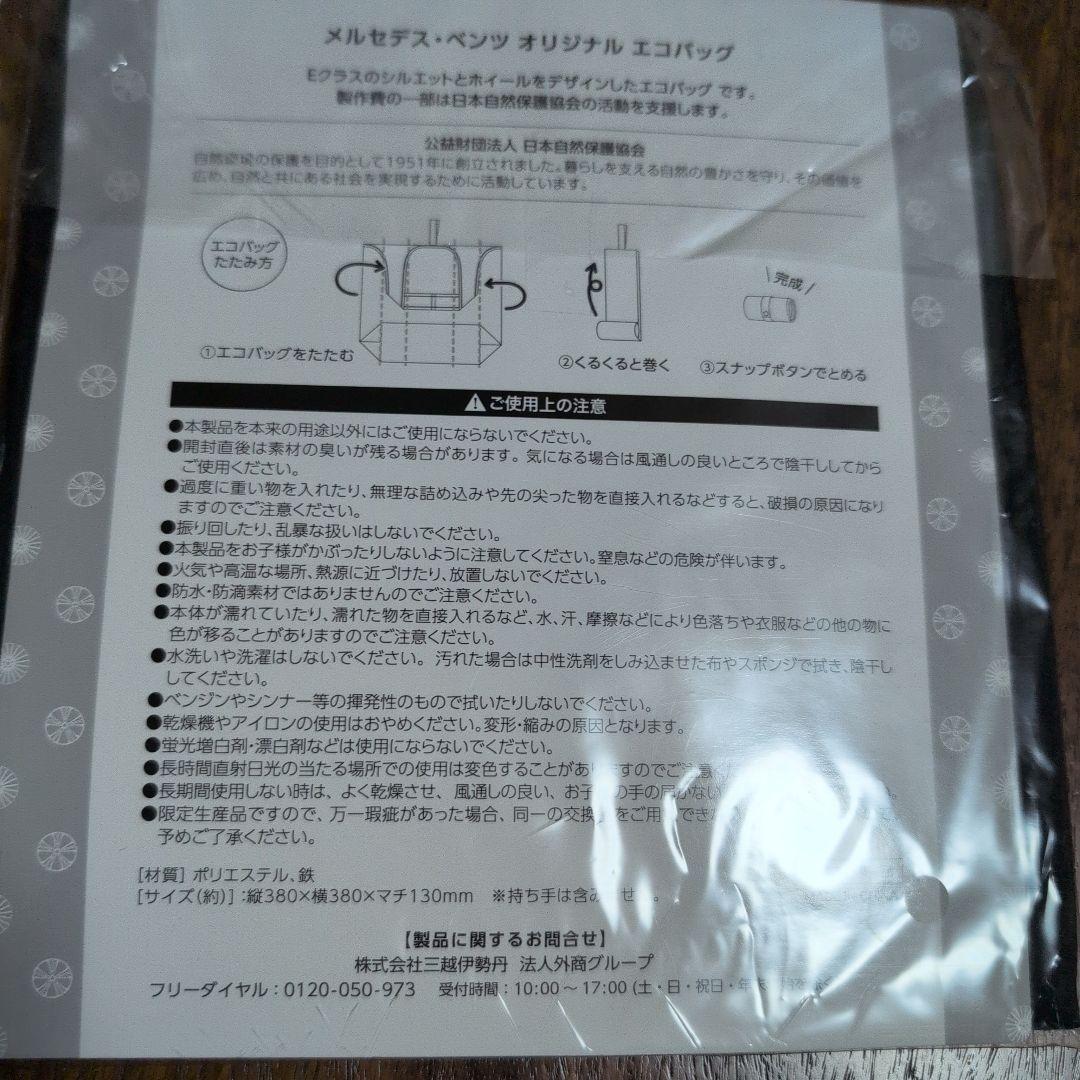 メルセデス・ベンツ オリジナル エコバッグ
Eクラスのシルエットとホイールをデザインしたエコバッグ です。
製作費の一部は日本自然保護協会の活動を支援します。
公益財団法人 日本自然保護協会
自然環境の保護を目的として1951年に創立されました。暮らしを支える自然の豊かさを守り、その価値を
広め、自然と共にある社会を実現するために活動しています。
エコバッグ
たたみ方
完成
①エコバッグをたたむ
②くるくると巻く
③スナップボタンでとめる
⚠ご使用上の注意
●本製品を本来の用途以外にはご使用にならないでください。
●開封直後は素材の臭いが残る場合があります。気になる場合は風通しの良いところで陰干ししてから
ご使用ください。
●過度に重い物を入れたり、無理な詰め込みや先の尖った物を直接入れるなどすると、破損の原因になり
ますのでご注意ください。
●振り回したり、乱暴な扱いはしないでください。
●本製品をお子様がかぶったりしないように注意してください。窒息などの危険が伴います。
●火気や高温な場所、熱源に近づけたり、放置しないでください。
●防水・防滴素材ではありませんのでご注意ください。
●本体が濡れていたり、濡れた物を直接入れるなど、水、汗、摩擦などにより色落ちや衣服などの他の物に
色が移ることがありますのでご注意ください。
●水洗いや洗濯はしないでください。汚れた場合は中性洗剤をしみ込ませた布やスポンジで拭き、陰干し
してください。
●ベンジンやシンナー等の揮発性のもので拭いたりしないでください。
●乾燥機やアイロンの使用はおやめください。変形・縮みの原因となります。
●蛍光増白剤・漂白剤などは使用にならないでください。
●長時間直射日光の当たる場所での使用は変色することがあ すのでご注意
●長期間使用しない時は、よく乾燥させ、風通しの良い、お子 の手の届かない
●限定生産品ですので、万一瑕疵があった場合、同一の交換 をご用 でき
予めご了承ください。
[材質] ポリエステル、鉄
[サイズ(約)]:縦380×横380×マチ130mm ※持ち手は含み せ 。
【製品に関するお問合せ】
株式会社三越伊勢丹 法人外商グループ
フリーダイヤル:0120-050-973 受付時間:10:00～17:00 (土・日・祝日・年末